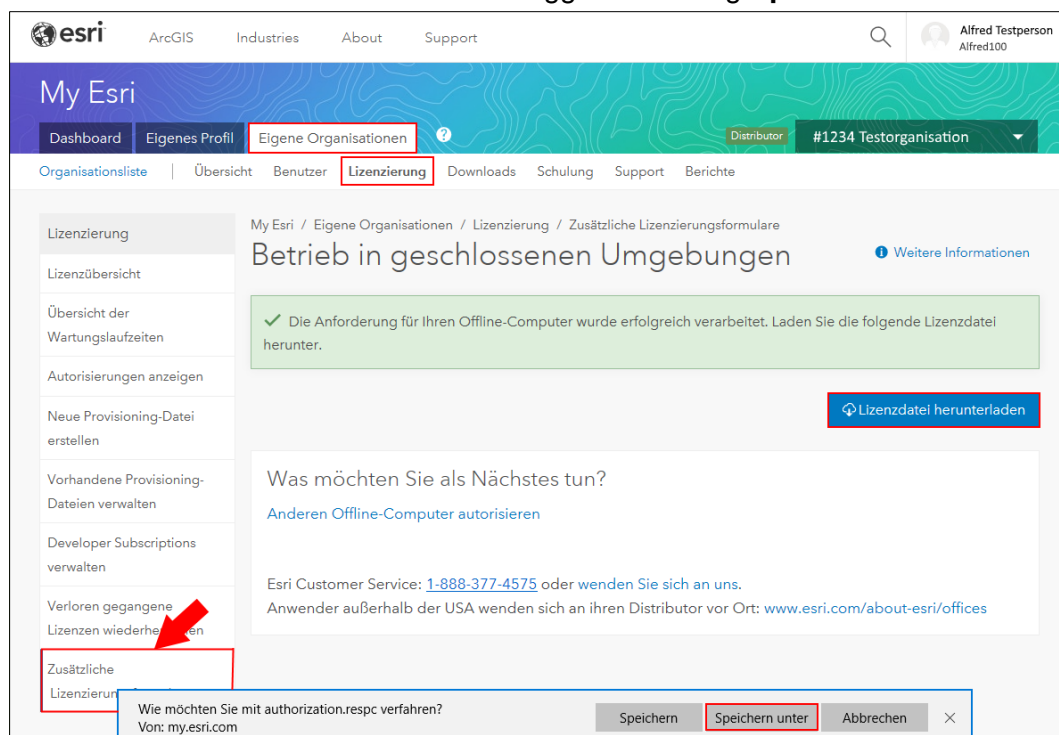 esri
ArcGIS Industries About Support
Alfred Testperson
Alfred100
My Esri
Dashboard Eigenes Profil Eigene Organisationen ? Distributor #1234 Testorganisation
Organisationsliste | Übersicht Benutzer Lizenzierung Downloads Schulung Support Berichte
Lizenzierung
Lizenzübersicht
Übersicht der
Wartungslaufzeiten
Autorisierungen anzeigen
Neue Provisioning-Datei
erstellen
Vorhandene Provisioning-
Dateien verwalten
Developer Subscriptions
verwalten
Verloren gegangene
Lizenzen
Zusätzliche
My Esri / Eigene Organisationen / Lizenzierung / Zusätzliche Lizenzierungsformulare
Betrieb in geschlossenen Umgebungen
Weitere Informationen
Die Anforderung für Ihren Offline-Computer wurde erfolgreich verarbeitet. Laden Sie die folgende Lizenzdatei
herunter.
Lizenzdatei herunterladen
Was möchten Sie als Nächstes tun?
Anderen Offline-Computer autorisieren
Esri Customer Service: 1-888-377-4575 oder wenden Sie sich an uns.
Anwender außerhalb der USA wenden sich an ihren Distributor vor Ort: www.esri.com/about-esri/offices
Wie möchten Sie mit authorization.respc verfahren?
Von: my.esri.com
Speichern Speichern unter Abbrechen